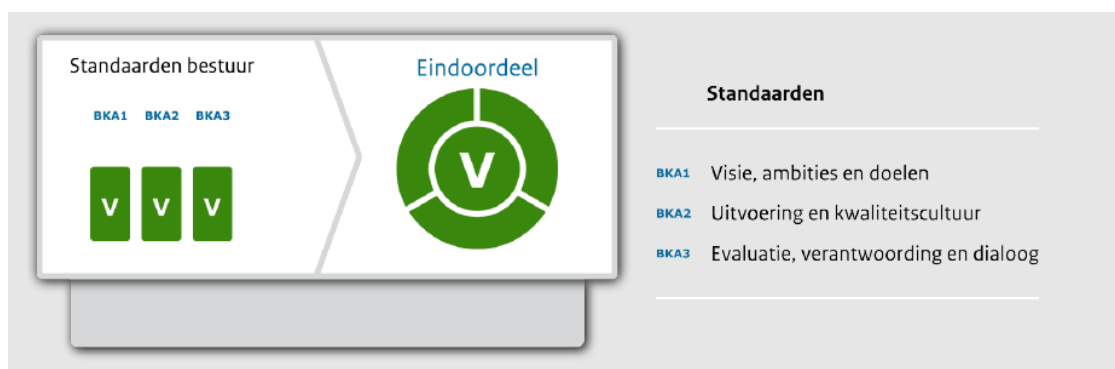 Standaarden bestuur
BKA1 BKA2 BKA3
V V V
Eindoordeel
V
Standaarden
BKA1 Visie, ambities en doelen
BKA2 Uitvoering en kwaliteitscultuur
BKA3 Evaluatie, verantwoording en dialoog